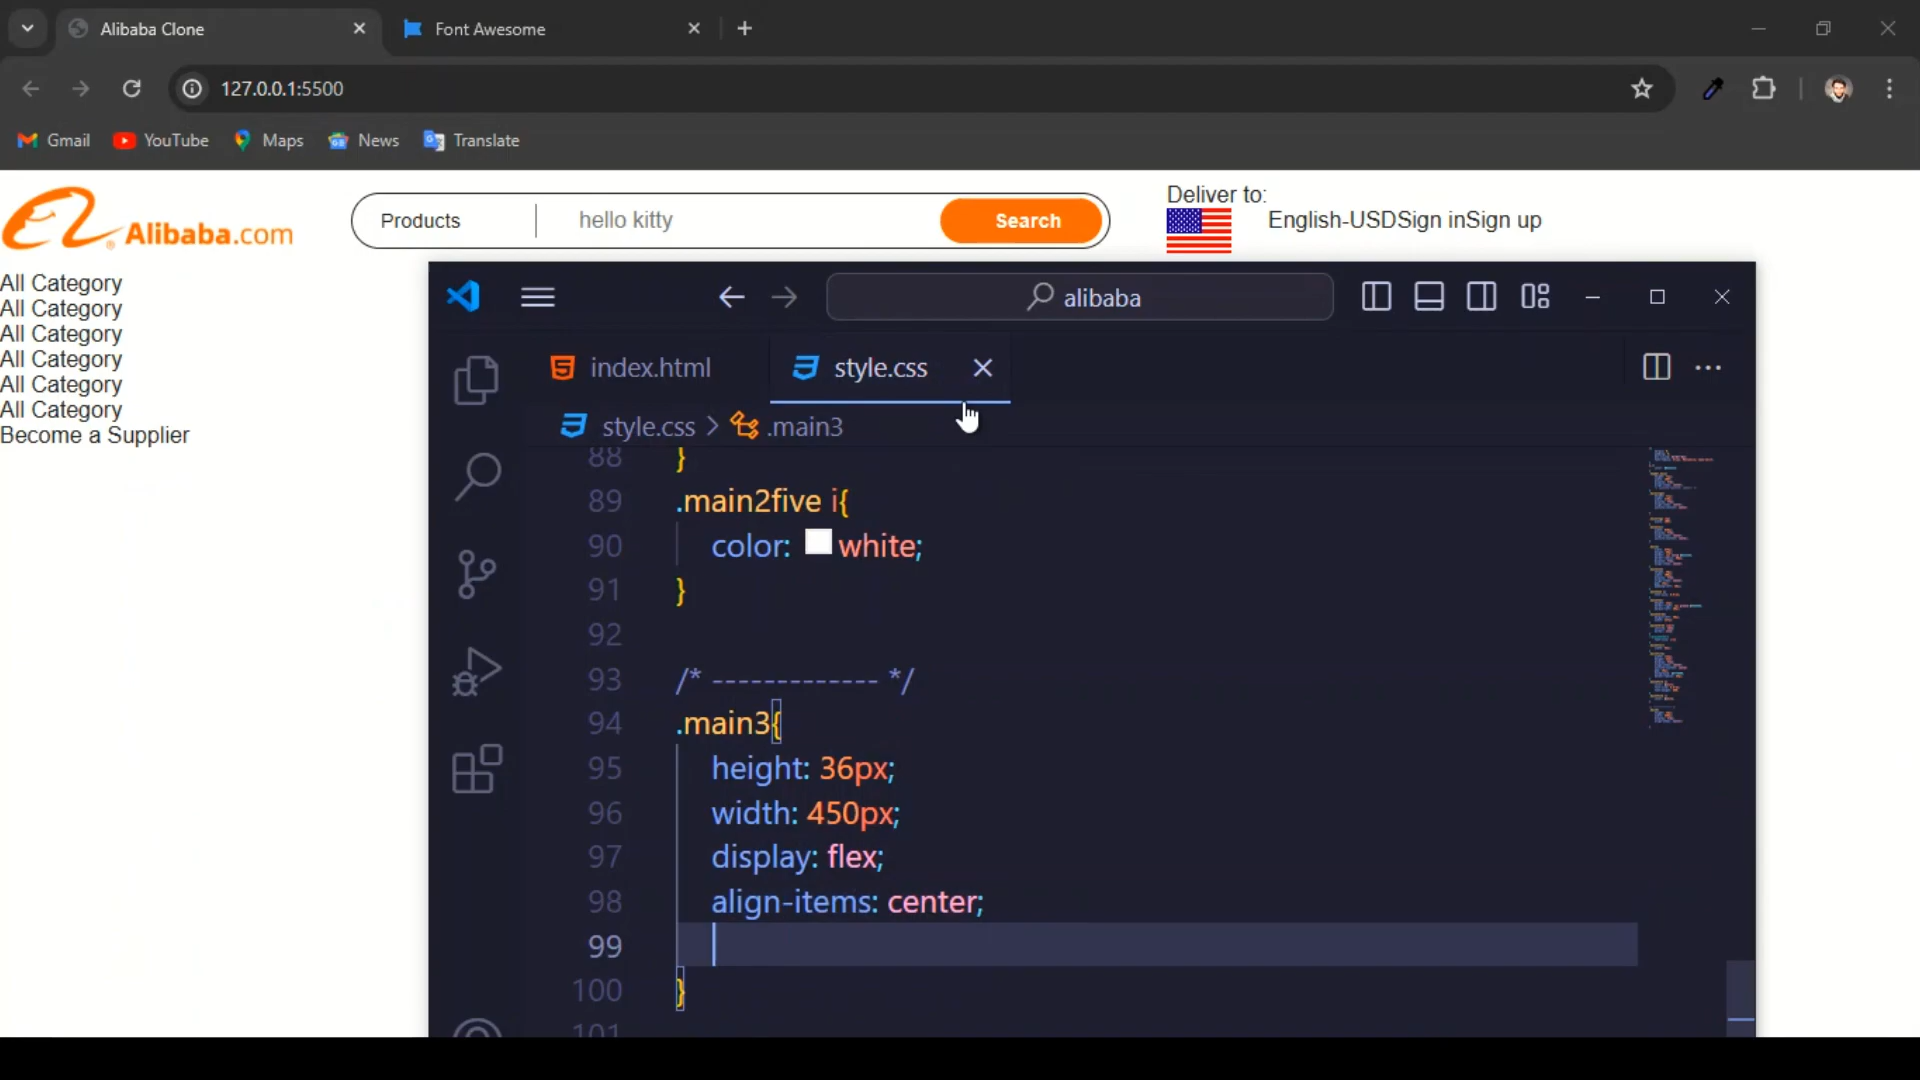 Alibaba Clone
Font Awesome
127.0.0.1:5500
Gmail
YouTube
Maps
News
Translate
Alibaba.com
Products
hello kitty
Search
Deliver to:
English-USDSign inSign up
All Category
All Category
All Category
All Category
All Category
All Category
Become a Supplier
alibaba
index.html
style.css
style.css > .main3
88 }
89 .main2five i{
90 color: white;
91 }
92
93 /* ------------- */
94 .main3{
95 height: 36px;
96 width: 450px;
97 display: flex;
98 align-items: center;
99
100 }
101